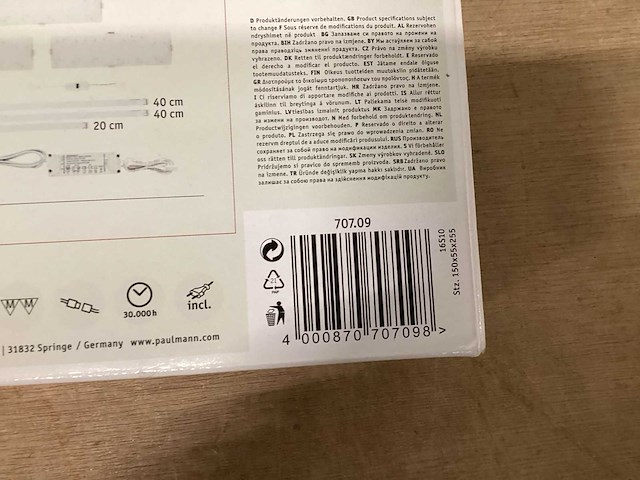 D Produktänderungen vorbehalten. GB Product specifications subject
to change F Sous réserve de modifications du produit. AL Rezervohen
ndryshimet në produkt BG Запазваме си правото на промени на
продукта. BIH Zadržano pravo na izmjene. BY Мы астаўляем за сабой
права праводзіць змяненні прадукта. CZ Právo na změny výrobku
vyhrazeno. DK Retten til produktændringer forbeholdt. E Reservado
el derecho a modificar el producto. EST Jätame endale õiguse
tootemuudatusteks. FIN Oikeus tuotteiden muutoksiin pidätetään.
GR Διατηρούμε το δικαίωμα τροποποιήσεων του προϊόντος. H A termék
módosításának jogát fenntartjuk. HR Zadržano pravo na izmjene.
I Ci riserviamo di apportare modifiche ai prodotti. IS Allur réttur
áskilinn til breytinga á vörunum. LT Paliekama teisė modifikuoti
gaminius. LV tiesības izmainīt produktus MK Задржано е правото
за измени на производот. N Med forbehold om produktendring. NL
Productwijzigingen voorbehouden. P Reservado o direito a alterar
o produto. PL Zastrzega się prawo do wprowadzania zmian. RO Ne
rezervăm dreptul de a aduce modificări produsului. RUS Производитель
сохраняет за собой право на модификации изделия. S Vi förbehåller
oss rätten till produktändringar. SK Zmeny výrobkov vyhradené. SLO
Pridržujemo si pravico do sprememb proizvoda. SRB Zadržano pravo
na izmene. TR Üründe değişiklik yapma hakkı saklıdır. UA Виробник
залишає за собою права на здійснення модифікацій продукту.
40 cm
40 cm
20 cm
707.09
16S10
Stz. 150x55x255
21
PAP
M M
30.000 h
incl.
4 000870 707098 >
| 31832 Springe / Germany www.paulmann.com